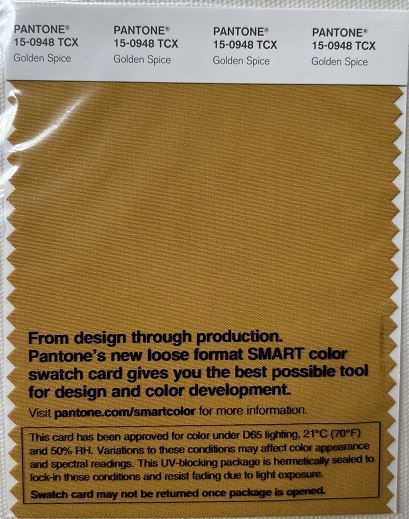 PANTONE® PANTONE® PANTONE® PANTONE®
15-0948 TCX 15-0948 TCX 15-0948 TCX 15-0948 TCX
Golden Spice Golden Spice Golden Spice Golden Spice
From design through production.
Pantone's new loose format SMART color
swatch card gives you the best possible tool
for design and color development.
Visit pantone.com/smartcolor for more information.
This card has been approved for color under D65 lighting, 21°C (70°F)
and 50% RH. Variations to these conditions may affect color appearance
and spectral readings. This UV-blocking package is hermetically sealed to
lock-in these conditions and resist fading due to light exposure.
Swatch card may not be returned once package is opened.